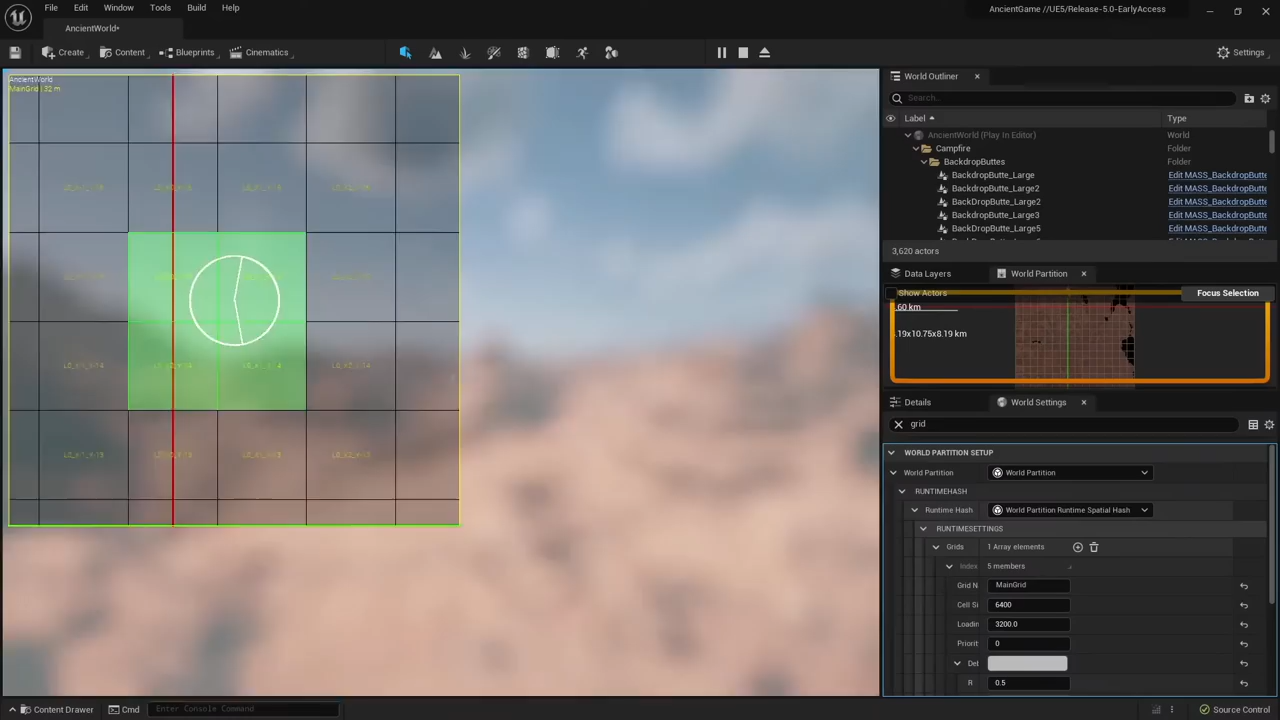 File Edit Window Tools Build Help
AncientGame //UE5/Release-5.0-EarlyAccess
AncientWorld*
Create Content Blueprints Cinematics
Settings
AncientWorld
MainGrid | 32 m
World Outliner
Search...
Label Type
AncientWorld (Play In Editor) World
Campfire Folder
BackdropButtes Folder
BackdropButte_Large Edit MASS_BackdropButte
BackdropButte_Large2 Edit MASS_BackdropButte
BackDropButte_Large2 Edit MASS_BackdropButte
BackdropButte_Large3 Edit MASS_BackdropButte
BackDropButte_Large5 Edit MASS_BackdropButte
3,620 actors
Data Layers World Partition
Show Actors Focus Selection
.60 km
.19x10.75x8.19 km
Details World Settings
grid
WORLD PARTITION SETUP
World Partition World Partition
RUNTIMEHASH
Runtime Hash World Partition Runtime Spatial Hash
RUNTIMESETTINGS
Grids 1 Array elements
Index 5 members
Grid N MainGrid
Cell Si 6400
Loadin 3200.0
Priorit 0
Del
R 0.5
Content Drawer Cmd Enter Console Command
Source Control